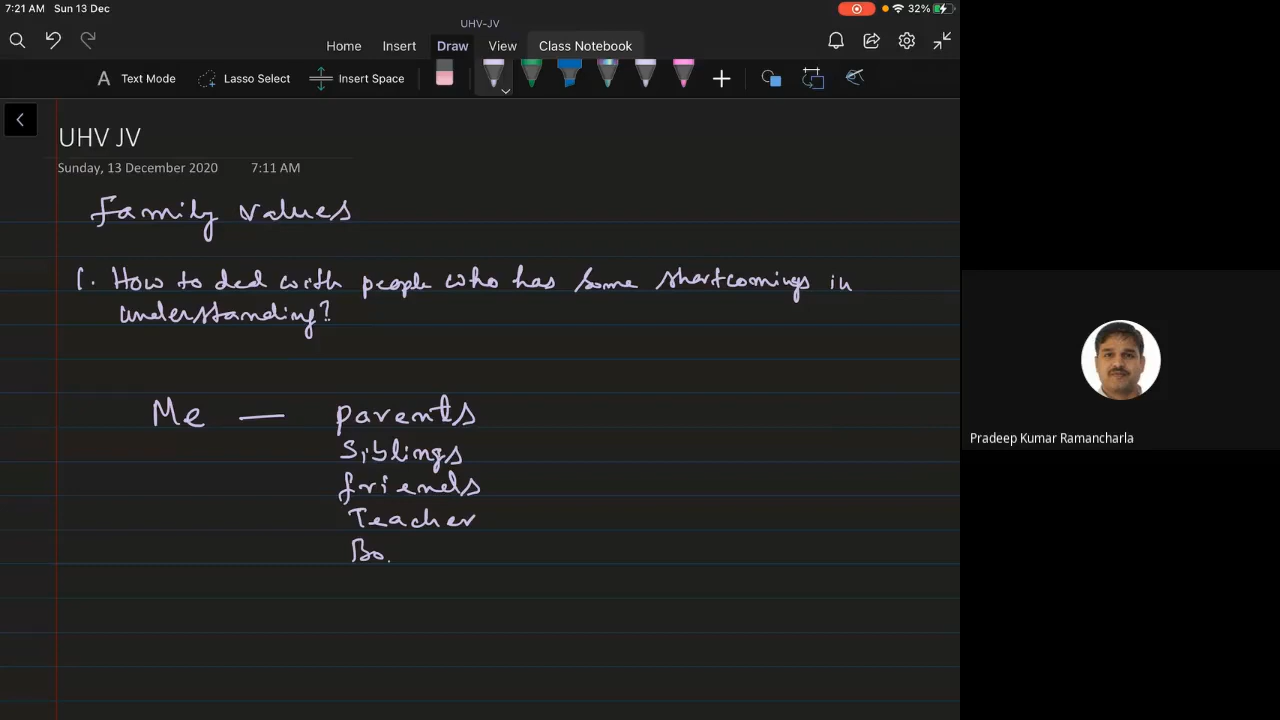 7:21 AM Sun 13 Dec
32%
UHV-JV
Home Insert Draw View Class Notebook
Text Mode Lasso Select Insert Space
UHV JV
Sunday, 13 December 2020 7:11 AM
Family values
1. How to deal with people who has some shortcomings in
understanding?
Me — parents
Siblings
friends
Teacher
Bo
Pradeep Kumar Ramancharla